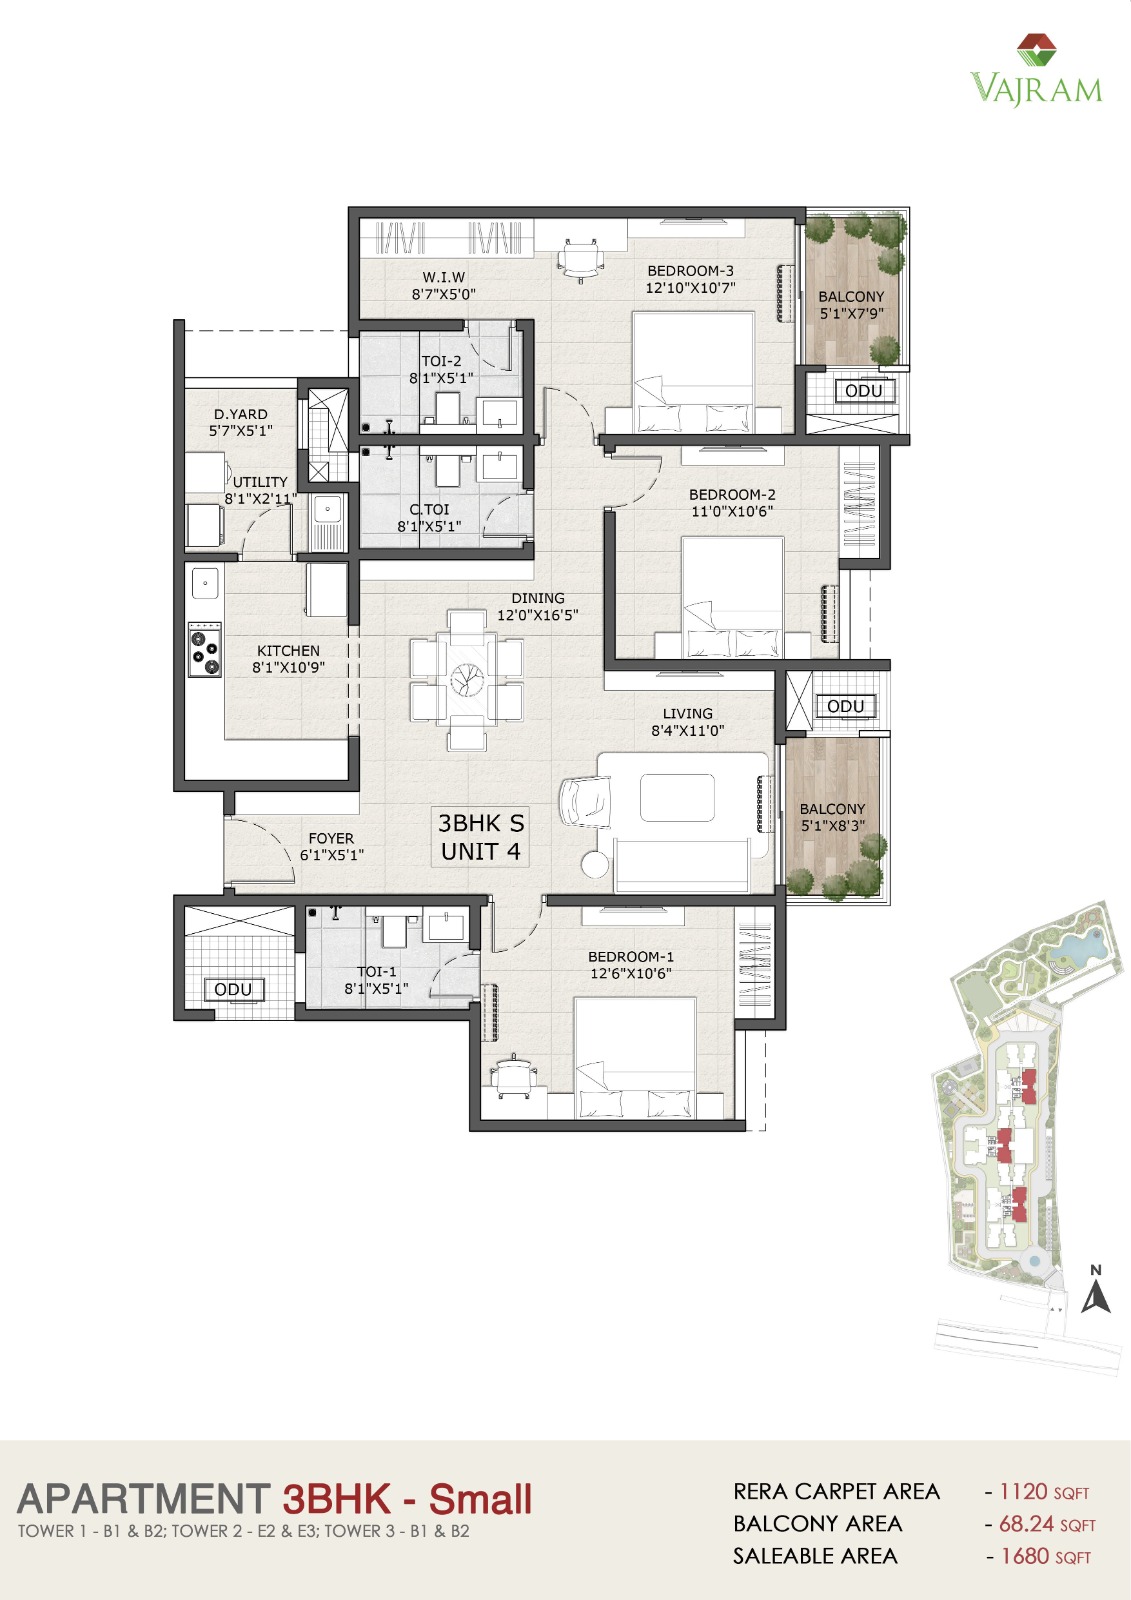 VAJRAM
W.I.W
8'7"X5'0"
BEDROOM-3
12'10"X10'7"
BALCONY
5'1"X7'9"
TOI-2
8'1"X5'1"
ODU
D.YARD
5'7"X5'1"
UTILITY
8'1"X2'11"
C.TOI
8'1"X5'1"
BEDROOM-2
11'0"X10'6"
DINING
12'0"X16'5"
KITCHEN
8'1"X10'9"
LIVING
8'4"X11'0"
ODU
BALCONY
5'1"X8'3"
3BHK S
UNIT 4
FOYER
6'1"X5'1"
BEDROOM-1
12'6"X10'6"
TOI-1
8'1"X5'1"
ODU
N
APARTMENT 3BHK - Small
TOWER 1 - B1 & B2; TOWER 2 - E2 & E3; TOWER 3 - B1 & B2
RERA CARPET AREA - 1120 SQFT
BALCONY AREA - 68.24 SQFT
SALEABLE AREA - 1680 SQFT